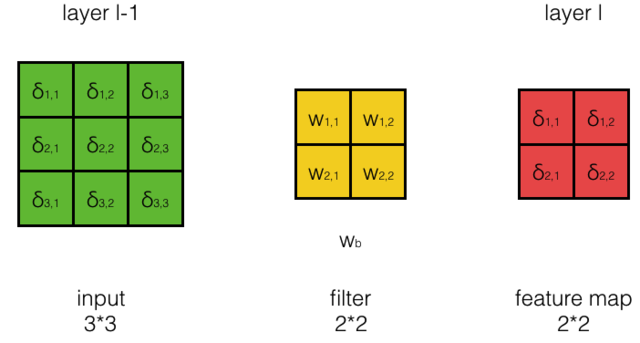 layer l-1
layer l
δ1,1 δ1,2 δ1,3
δ2,1 δ2,2 δ2,3
δ3,1 δ3,2 δ3,3
w1,1 w1,2
w2,1 w2,2
wb
δ1,1 δ1,2
δ2,1 δ2,2
input
3*3
filter
2*2
feature map
2*2